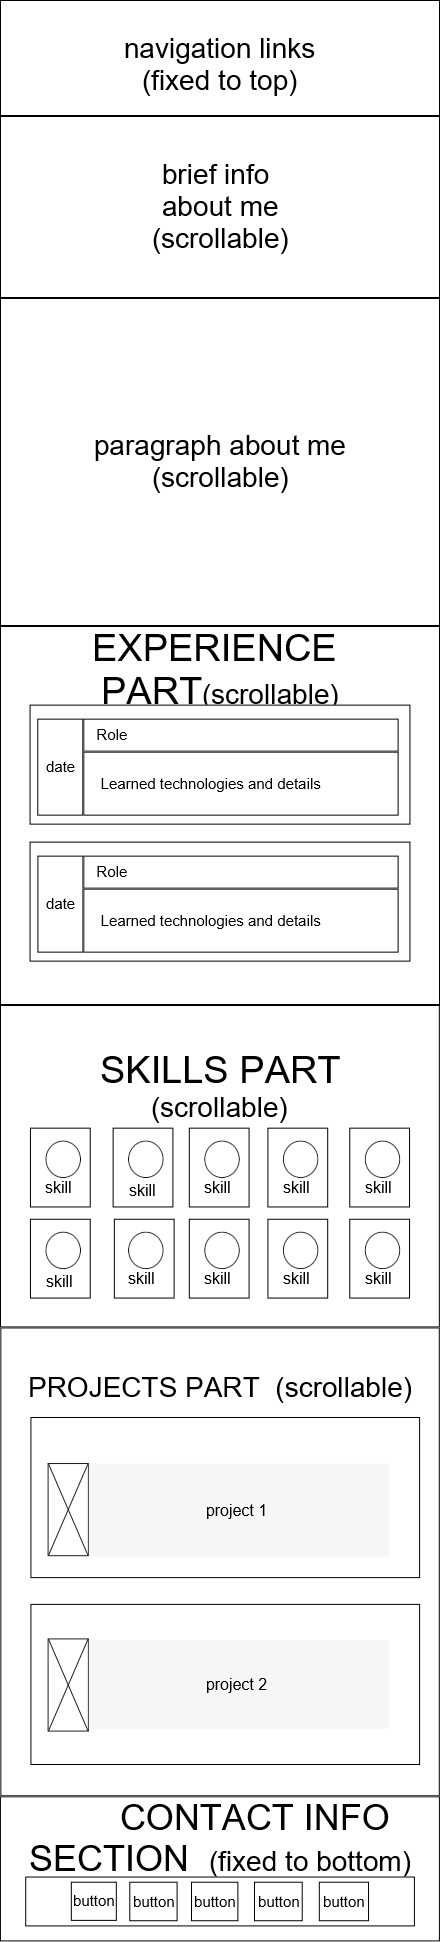 navigation links
(fixed to top)
brief info
about me
(scrollable)
paragraph about me
(scrollable)
EXPERIENCE
PART(scrollable)
Role
date
Learned technologies and details
Role
date
Learned technologies and details
SKILLS PART
(scrollable)
skill skill skill skill skill
skill skill skill skill skill
PROJECTS PART (scrollable)
project 1
project 2
CONTACT INFO
SECTION (fixed to bottom)
button button button button button